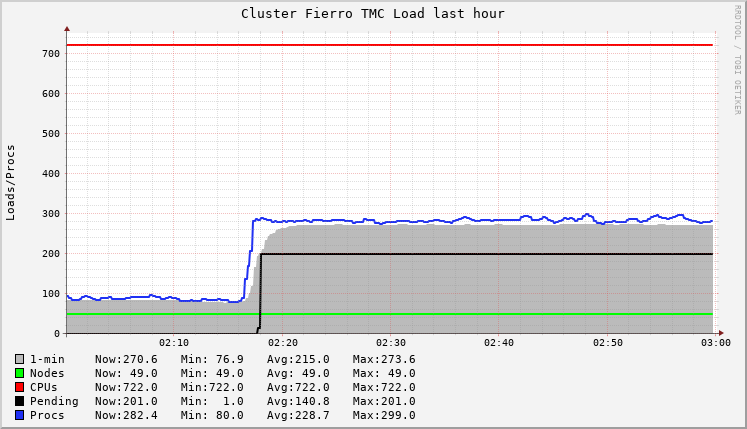 Cluster Fierro TMC Load last hour
RRDTOOL / TOBI OETIKER
Loads/Procs
700
600
500
400
300
200
100
0
02:10 02:20 02:30 02:40 02:50 03:00
1-min Now:270.6 Min: 76.9 Avg:215.0 Max:273.6
Nodes Now: 49.0 Min: 49.0 Avg: 49.0 Max: 49.0
CPUs Now:722.0 Min:722.0 Avg:722.0 Max:722.0
Pending Now:201.0 Min: 1.0 Avg:140.8 Max:201.0
Procs Now:282.4 Min: 80.0 Avg:228.7 Max:299.0